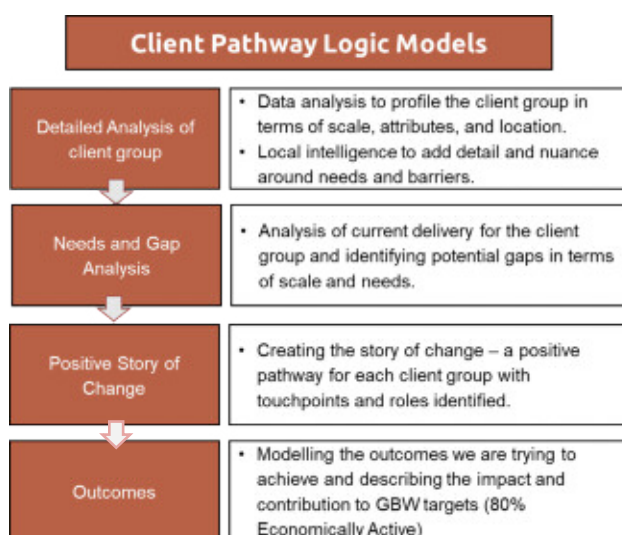 Client Pathway Logic Models
Detailed Analysis of
client group
• Data analysis to profile the client group in
terms of scale, attributes, and location.
• Local intelligence to add detail and nuance
around needs and barriers.
Needs and Gap
Analysis
• Analysis of current delivery for the client
group and identifying potential gaps in terms
of scale and needs.
Positive Story of
Change
• Creating the story of change – a positive
pathway for each client group with
touchpoints and roles identified.
Outcomes
• Modelling the outcomes we are trying to
achieve and describing the impact and
contribution to GBW targets (80%
Economically Active)